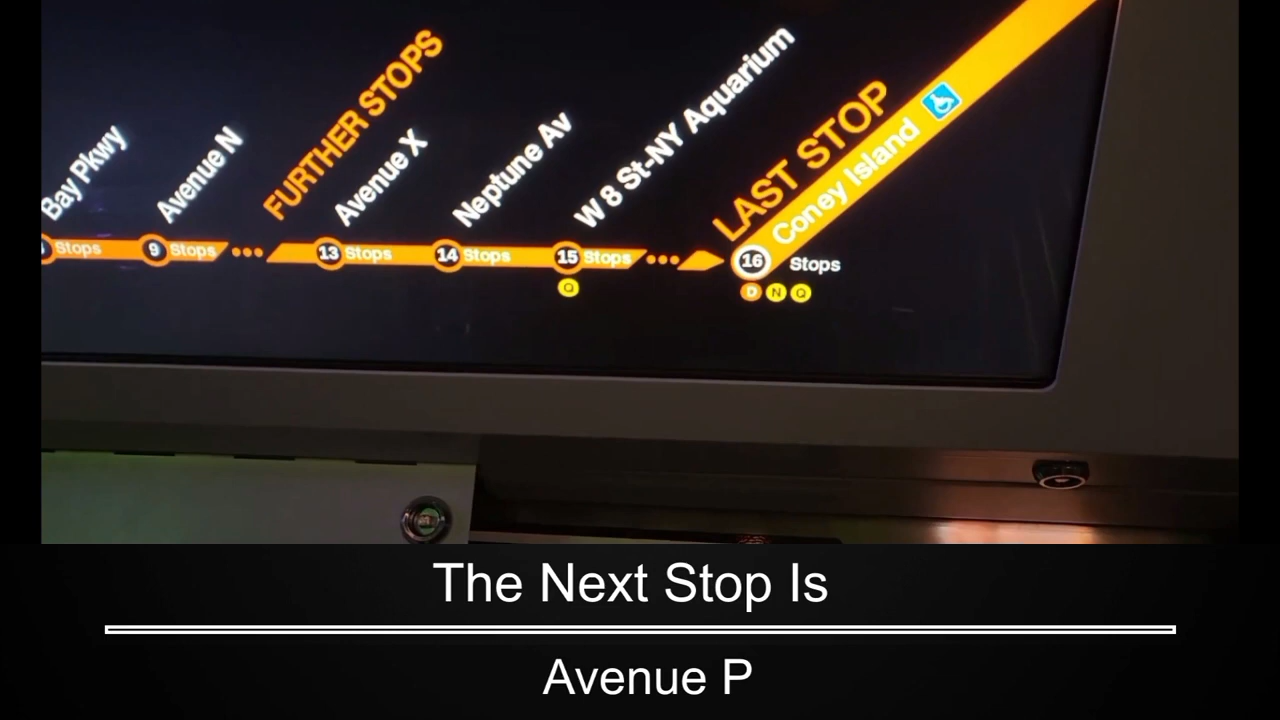 Bay Pkwy
Avenue N
FURTHER STOPS
Avenue X
Neptune Av
W 8 St-NY Aquarium
LAST STOP
Coney Island
Stops
9 Stops
13 Stops
14 Stops
15 Stops
16 Stops
Q
D N Q
The Next Stop Is
Avenue P